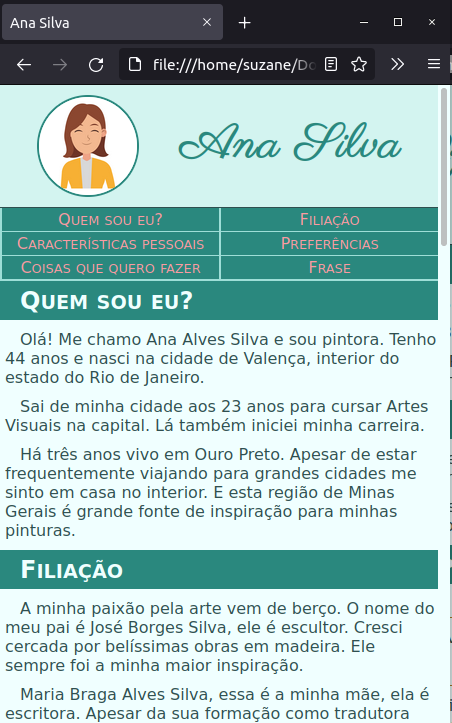 Ana Silva
file:///home/suzane/Do
Ana Silva
Quem sou eu?
Filiação
Características pessoais
Preferências
Coisas que quero fazer
Frase
Quem sou eu?
Olá! Me chamo Ana Alves Silva e sou pintora. Tenho
44 anos e nasci na cidade de Valença, interior do
estado do Rio de Janeiro.
Sai de minha cidade aos 23 anos para cursar Artes
Visuais na capital. Lá também iniciei minha carreira.
Há três anos vivo em Ouro Preto. Apesar de estar
frequentemente viajando para grandes cidades me
sinto em casa no interior. E esta região de Minas
Gerais é grande fonte de inspiração para minhas
pinturas.
Filiação
A minha paixão pela arte vem de berço. O nome do
meu pai é José Borges Silva, ele é escultor. Cresci
cercada por belíssimas obras em madeira. Ele
sempre foi a minha maior inspiração.
Maria Braga Alves Silva, essa é a minha mãe, ela é
escritora. Apesar da sua formação como tradutora